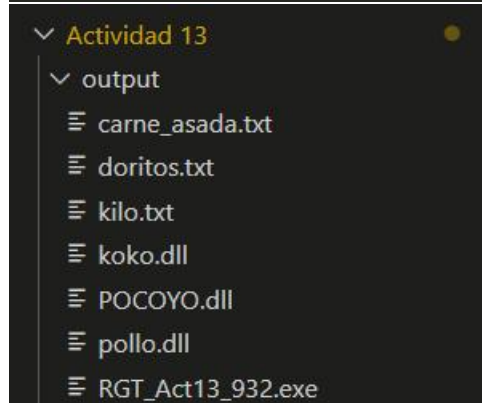 Actividad 13
output
carne_asada.txt
doritos.txt
kilo.txt
koko.dll
POCOYO.dll
pollo.dll
RGT_Act13_932.exe